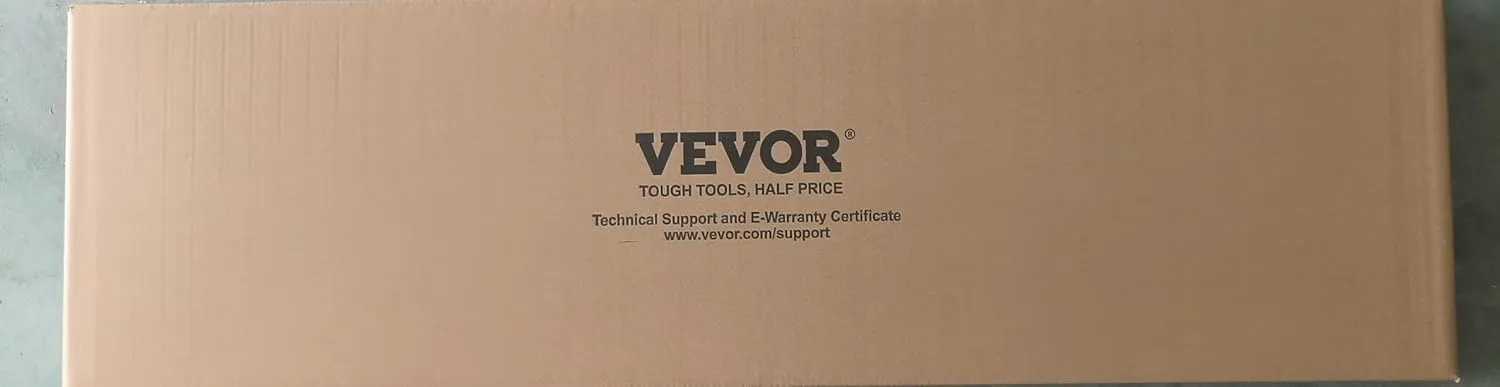 VEVOR®
TOUGH TOOLS, HALF PRICE
Technical Support and E-Warranty Certificate
www.vevor.com/support